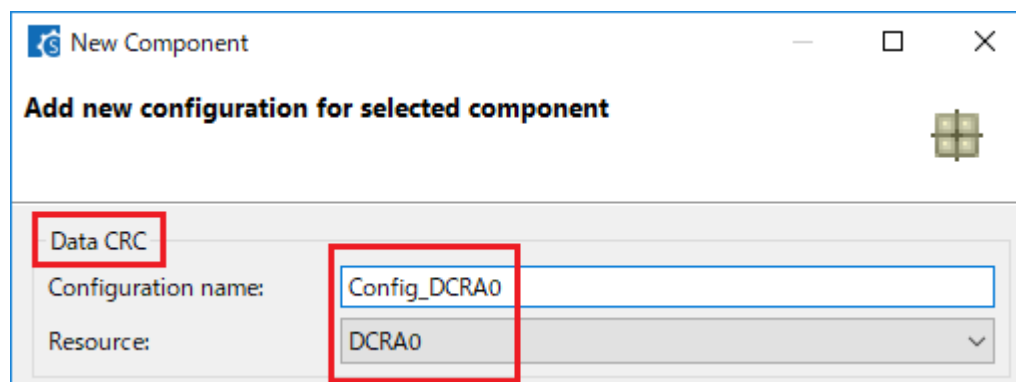 New Component
Add new configuration for selected component
Data CRC
Configuration name: Config_DCRA0
Resource: DCRA0